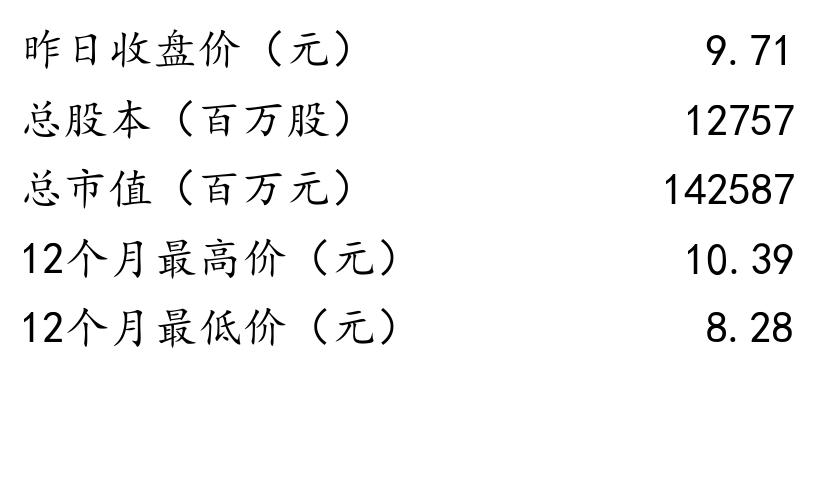 昨日收盘价（元） 9.71
总股本（百万股） 12757
总市值（百万元） 142587
12个月最高价（元） 10.39
12个月最低价（元） 8.28